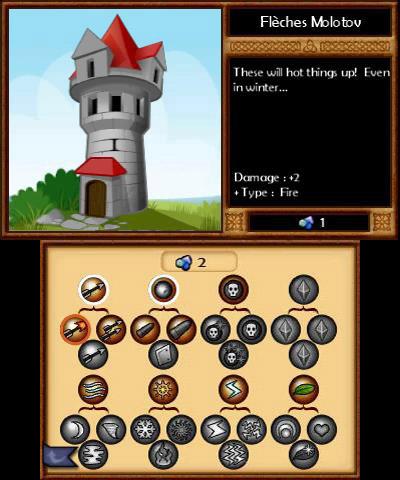 Flèches Molotov
These will hot things up! Even
in winter...
Damage : +2
+ Type : Fire
1
2